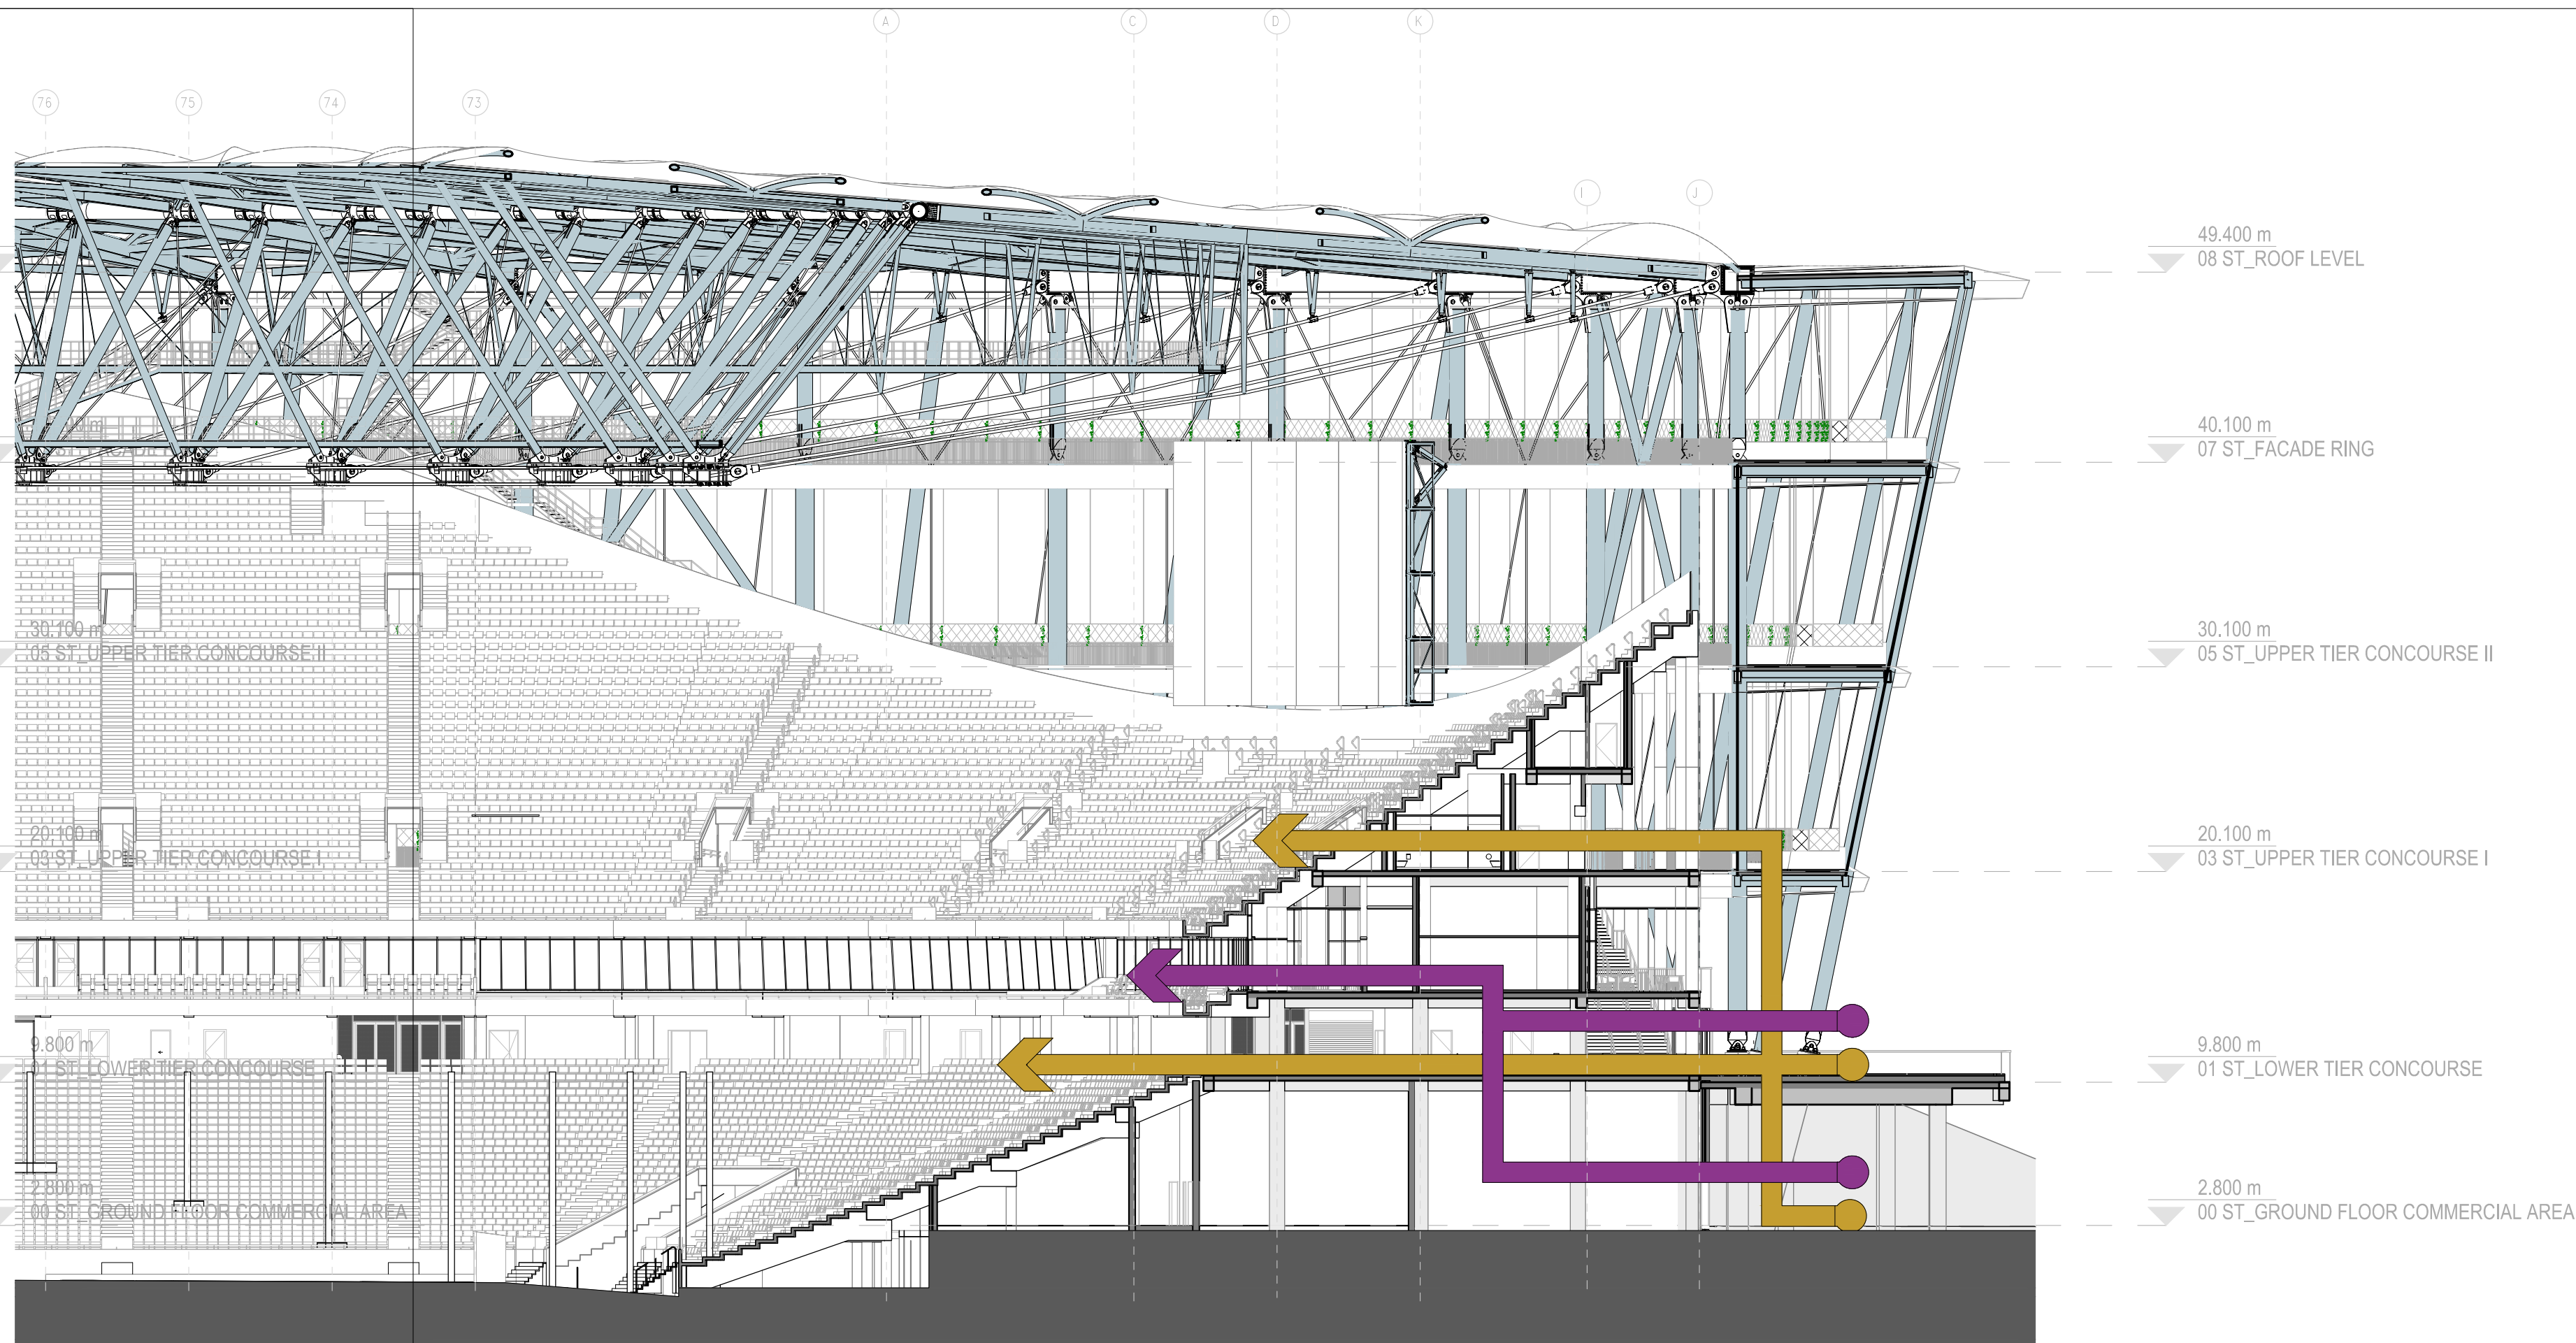 A
C
D
K
76
75
74
73
I
J
49.400 m
08 ST_ROOF LEVEL
40.100 m
07 ST_FACADE RING
30.100 m
05 ST_UPPER TIER CONCOURSE II
30.100 m
05 ST_UPPER TIER CONCOURSE II
20.100 m
03 ST_UPPER TIER CONCOURSE I
20.100 m
03 ST_UPPER TIER CONCOURSE I
9.800 m
01 ST_LOWER TIER CONCOURSE
9.800 m
01 ST_LOWER TIER CONCOURSE
2.800 m
00 ST_GROUND FLOOR COMMERCIAL AREA
2.800 m
00 ST_GROUND FLOOR COMMERCIAL AREA